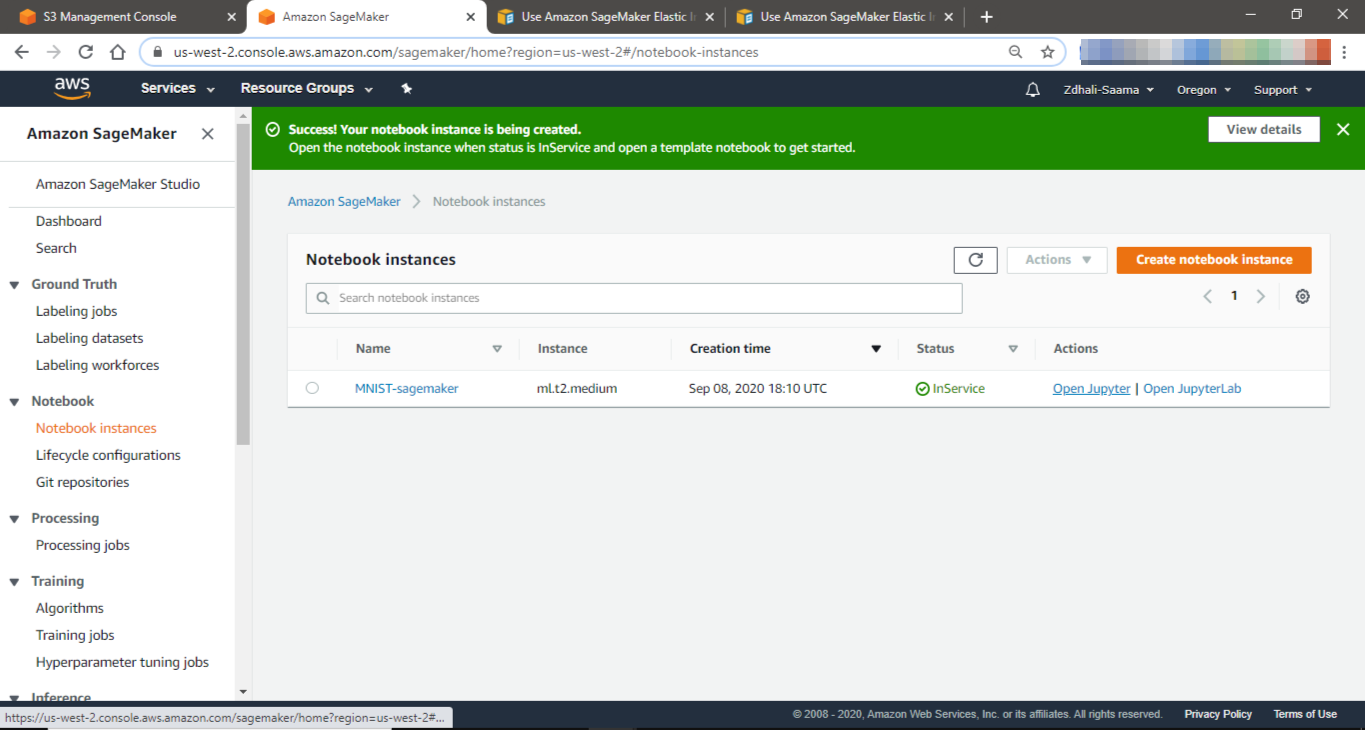 S3 Management Console
Amazon SageMaker
Use Amazon SageMaker Elastic
Use Amazon SageMaker Elastic
us-west-2.console.aws.amazon.com/sagemaker/home?region=us-west-2#/notebook-instances
aws Services Resource Groups Zdhali-Saama Oregon Support
Amazon SageMaker
Amazon SageMaker Studio
Dashboard
Search
Ground Truth
Labeling jobs
Labeling datasets
Labeling workforces
Notebook
Notebook instances
Lifecycle configurations
Git repositories
Processing
Processing jobs
Training
Algorithms
Training jobs
Hyperparameter tuning jobs
Inference
Success! Your notebook instance is being created.
Open the notebook instance when status is InService and open a template notebook to get started.
View details
Amazon SageMaker > Notebook instances
Notebook instances
Actions
Create notebook instance
Search notebook instances
1
Name Instance Creation time Status Actions
MNIST-sagemaker ml.t2.medium Sep 08, 2020 18:10 UTC InService Open Jupyter | Open JupyterLab
https://us-west-2.console.aws.amazon.com/sagemaker/home?region=us-west-2#...
© 2008 - 2020, Amazon Web Services, Inc. or its affiliates. All rights reserved. Privacy Policy Terms of Use